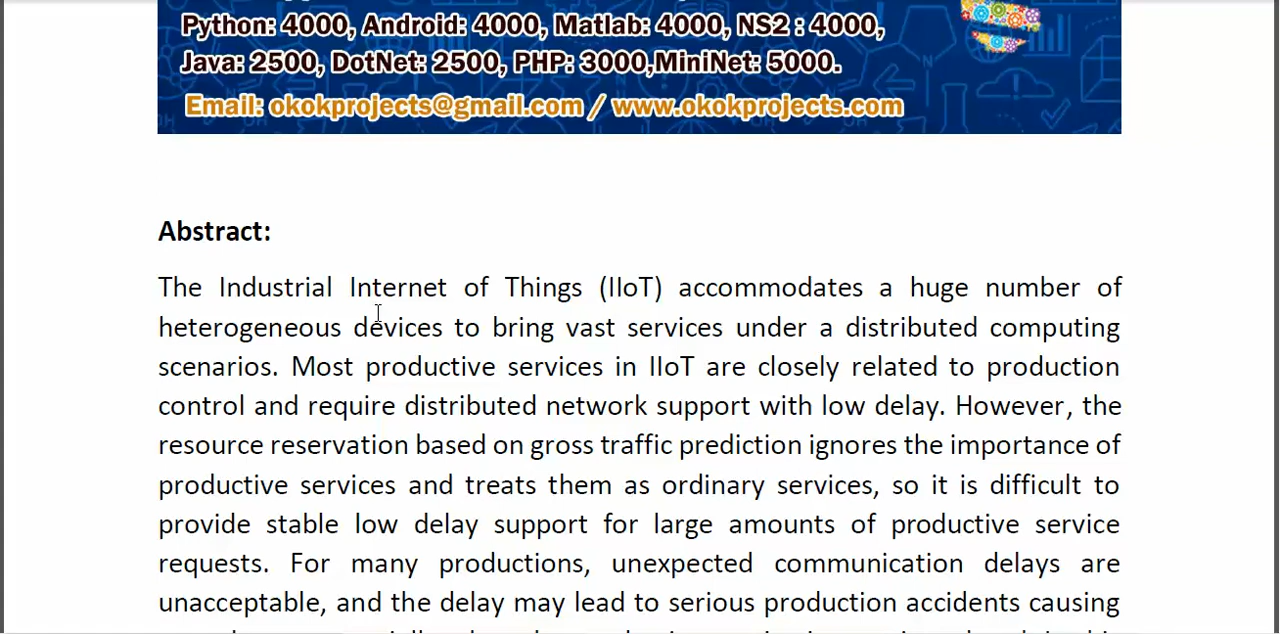 Python: 4000, Android: 4000, Matlab: 4000, NS2 : 4000,
Java: 2500, DotNet: 2500, PHP: 3000,MiniNet: 5000.
Email: okokprojects@gmail.com / www.okokprojects.com
Abstract:
The Industrial Internet of Things (IIoT) accommodates a huge number of
heterogeneous devices to bring vast services under a distributed computing
scenarios. Most productive services in IIoT are closely related to production
control and require distributed network support with low delay. However, the
resource reservation based on gross traffic prediction ignores the importance of
productive services and treats them as ordinary services, so it is difficult to
provide stable low delay support for large amounts of productive service
requests. For many productions, unexpected communication delays are
unacceptable, and the delay may lead to serious production accidents causing